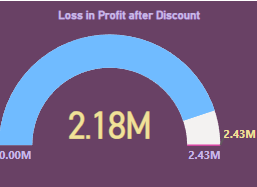 Loss in Profit after Discount
2.18M
2.43M
0.00M
2.43M